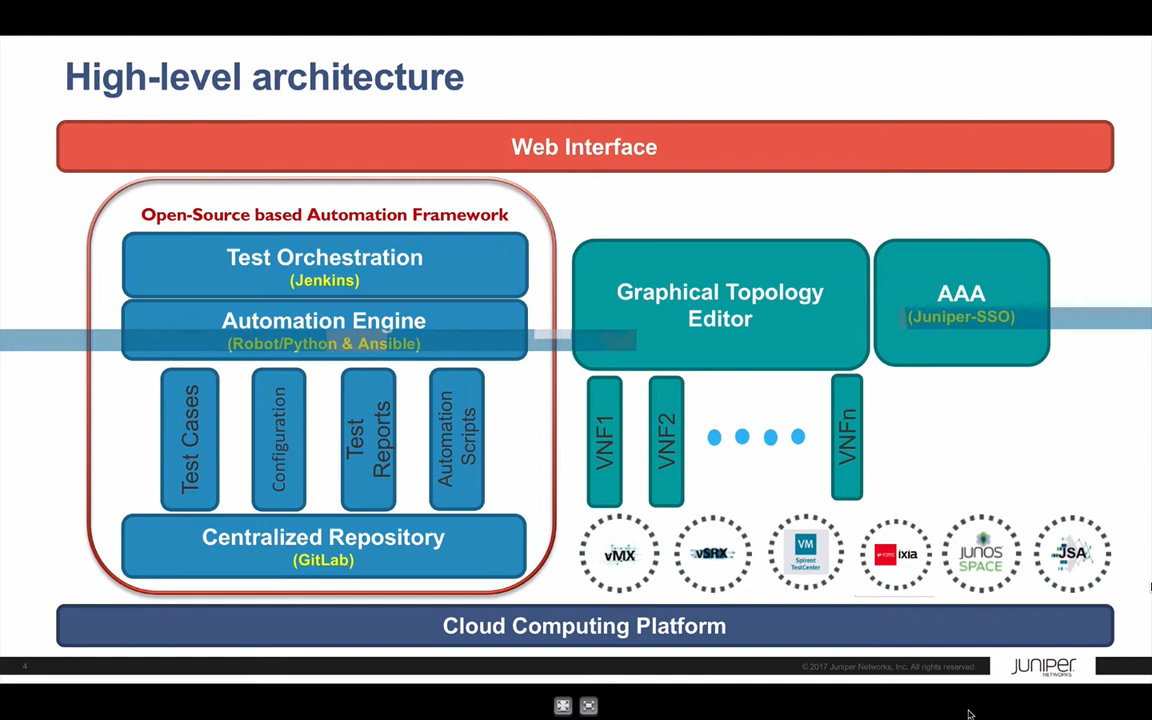 High-level architecture
Web Interface
Open-Source based Automation Framework
Test Orchestration
(Jenkins)
Automation Engine
(Robot/Python & Ansible)
Test Cases
Configuration
Test
Reports
Automation
Scripts
Centralized Repository
(GitLab)
Graphical Topology
Editor
AAA
(Juniper-SSO)
VNF1
VNF2
VNFn
vMX
vSRX
VM
Spirent
TestCenter
ixia
JUNOS
SPACE
JSA
Cloud Computing Platform
4
© 2017 Juniper Networks, Inc. All rights reserved.
JUNIPER
NETWORKS